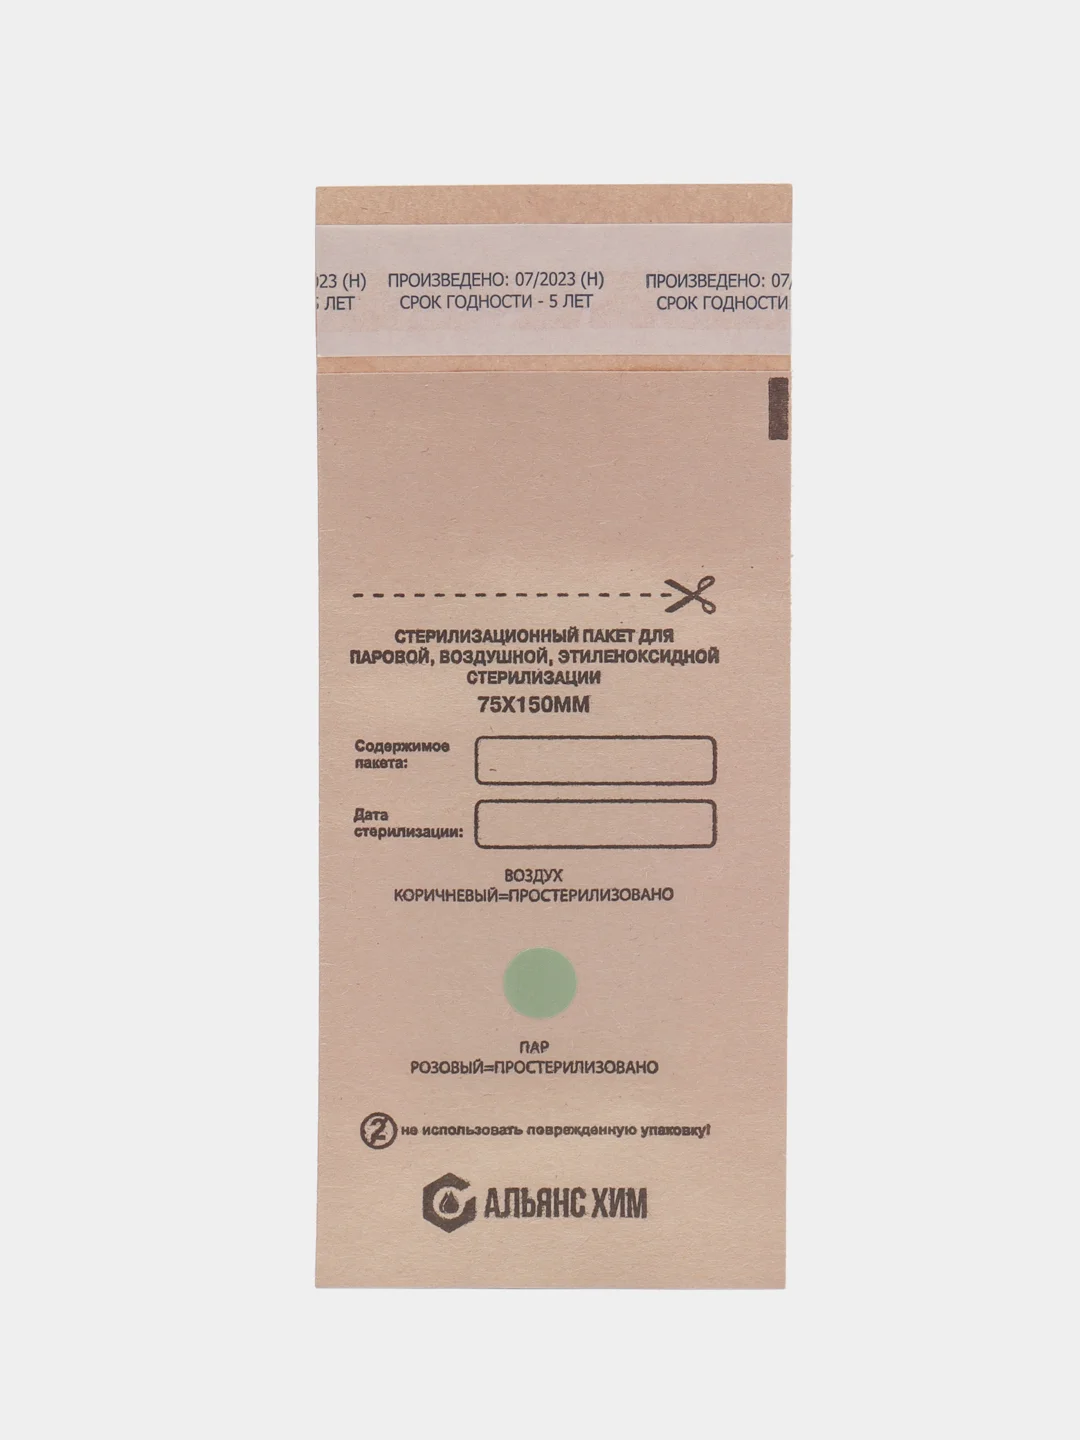 023 (Н) ПРОИЗВЕДЕНО: 07/2023 (Н) ПРОИЗВЕДЕНО: 07/
ЛЕТ СРОК ГОДНОСТИ - 5 ЛЕТ СРОК ГОДНОСТИ
СТЕРИЛИЗАЦИОННЫЙ ПАКЕТ ДЛЯ
ПАРОВОЙ, ВОЗДУШНОЙ, ЭТИЛЕНОКСИДНОЙ
СТЕРИЛИЗАЦИИ
75Х150ММ
Содержимое
пакета:
Дата
стерилизации:
ВОЗДУХ
КОРИЧНЕВЫЙ=ПРОСТЕРИЛИЗОВАНО
ПАР
РОЗОВЫЙ=ПРОСТЕРИЛИЗОВАНО
2 не использовать поврежденную упаковку!
АЛЬЯНС ХИМ